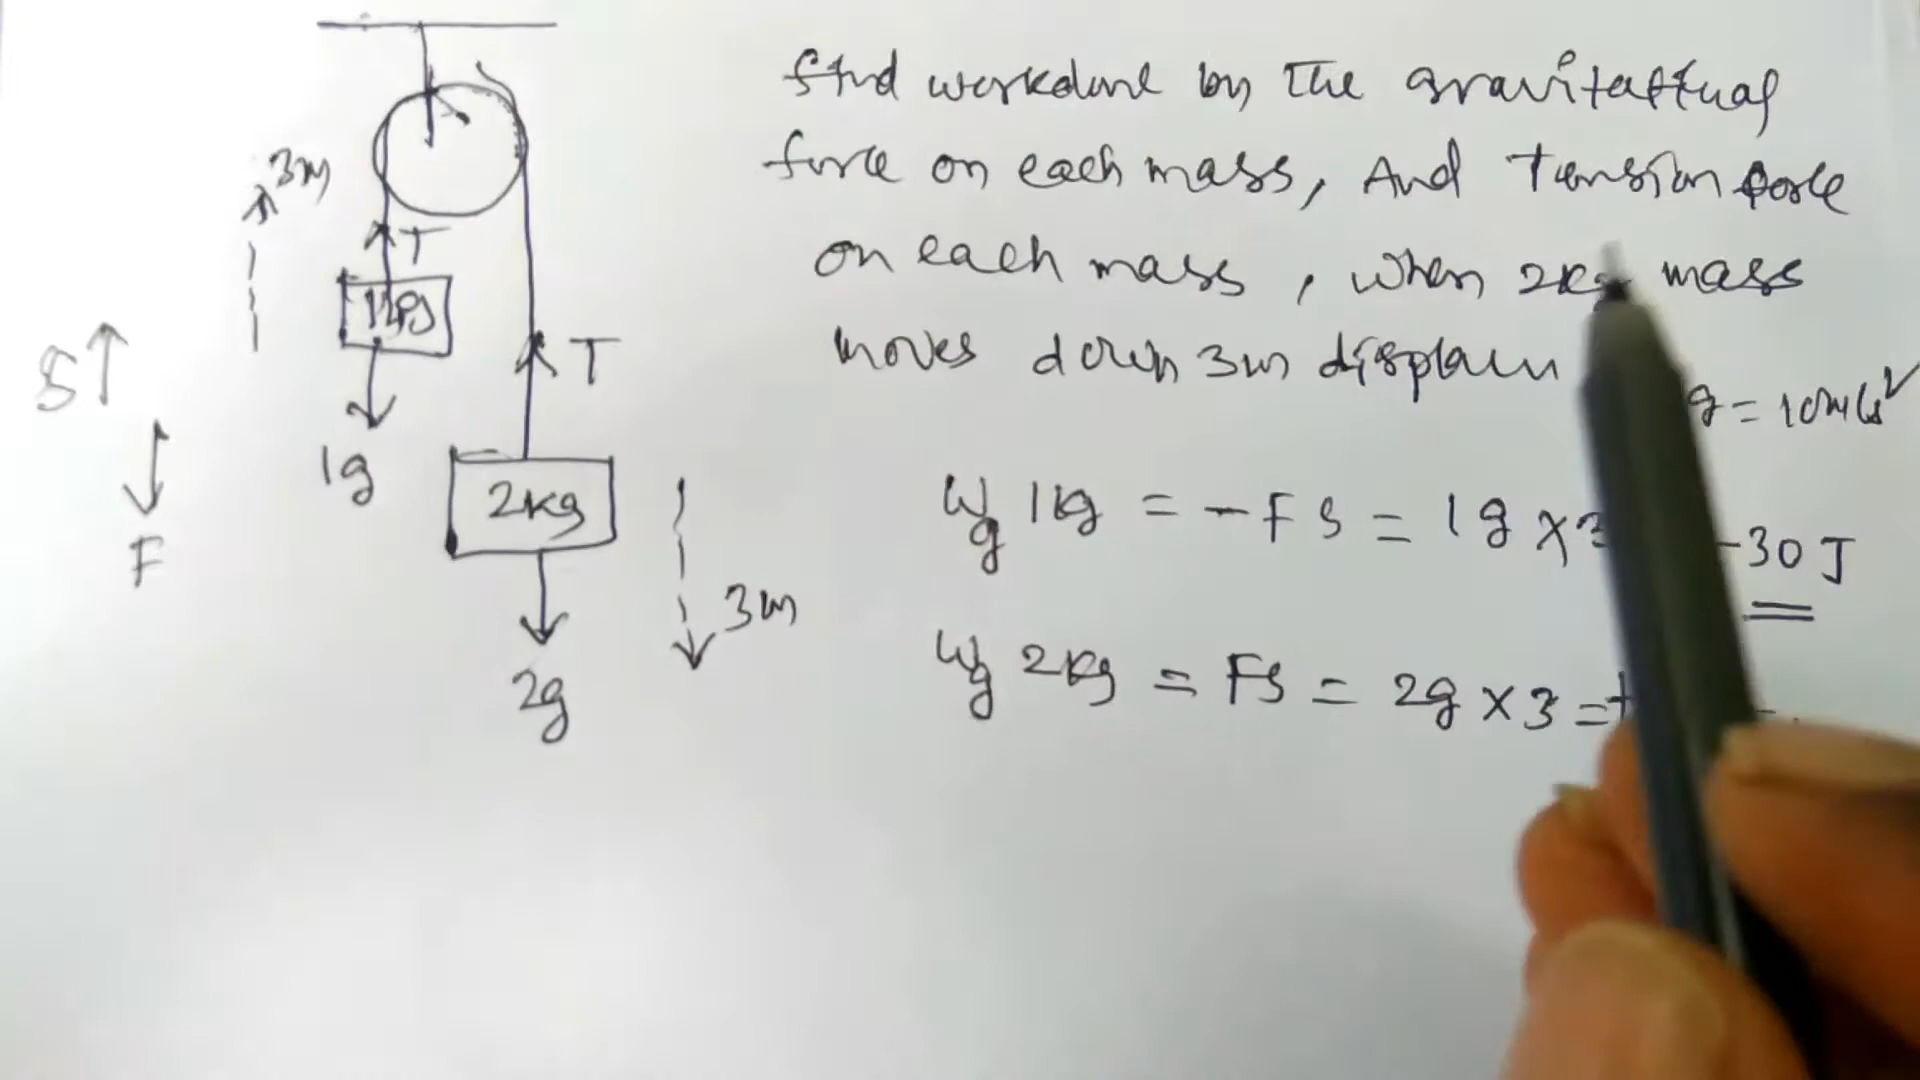 find workdone by The gravitational
force on each mass, And Tension force
on each mass, when 2kg mass
moves down 3m displam
g = 10m/s²
Wg 1kg = -FS = 1g x 3
-30 J
Wg 2kg = FS = 2g x 3 = +
3m
T
1kg
1g
S
F
T
2kg
2g
3m